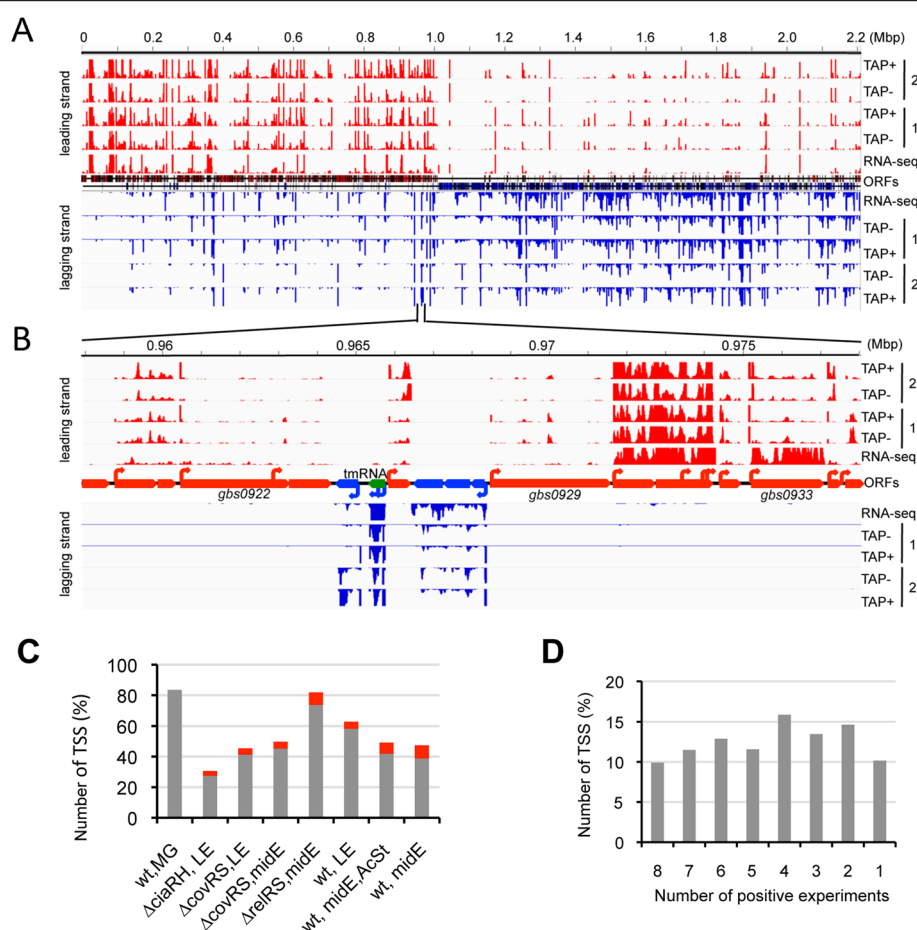 A
0 0.2 0.4 0.6 0.8 1.0 1.2 1.4 1.6 1.8 2.0 2.2 (Mbp)
leading strand
TAP+
TAP-
2
TAP+
TAP-
1
RNA-seq
ORFs
lagging strand
RNA-seq
TAP-
TAP+
1
TAP-
TAP+
2
B
0.96 0.965 0.97 0.975 (Mbp)
leading strand
TAP+
TAP-
2
TAP+
TAP-
1
RNA-seq
tmRNA
ORFs
gbs0922 gbs0929 gbs0933
lagging strand
RNA-seq
TAP-
TAP+
1
TAP-
TAP+
2
C
Number of TSS (%)
100
80
60
40
20
0
wt,MG
ΔciaRH, LE
ΔcovRS,LE
ΔcovRS,midE
ΔrelRS,midE
wt, LE
wt, midE,AcSt
wt, midE
D
Number of TSS (%)
20
15
10
5
0
8 7 6 5 4 3 2 1
Number of positive experiments